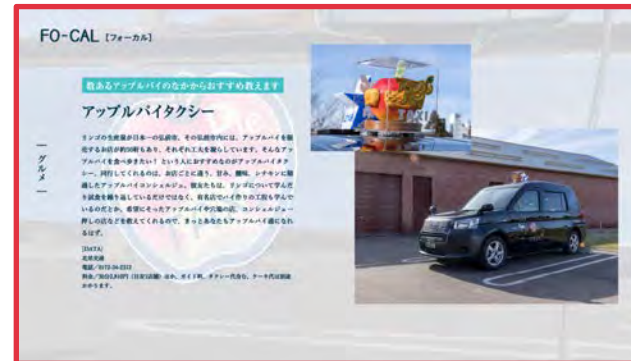 FO-CAL [フォーカル]
数あるアップルパイのなかからおすすめ教えます
アップルパイタクシー
リンゴの生産量が日本一の弘前市。その弘前市内には、アップルパイを販
売するお店が約50軒もあり、それぞれ工夫を凝らしています。そんなアッ
プルパイを食べ歩きたい！ という人におすすめなのがアップルパイタク
シー。同行してくれるのは、お店ごとに違う、甘み、酸味、シナモンに精
通したアップルパイコンシェルジュ。彼女たちは、リンゴについて学んだ
り試食を繰り返しているだけではなく、有名店でパイ作りの工程も学んで
いるのだとか。希望にそったアップルパイや穴場の店、コンシェルジュ一
押しの店などを教えてくれるので、きっとあなたもアップルパイ通になれ
るはず。
[DATA]
北星交通
電話／
料金／
かかります。
グルメ
TAXI